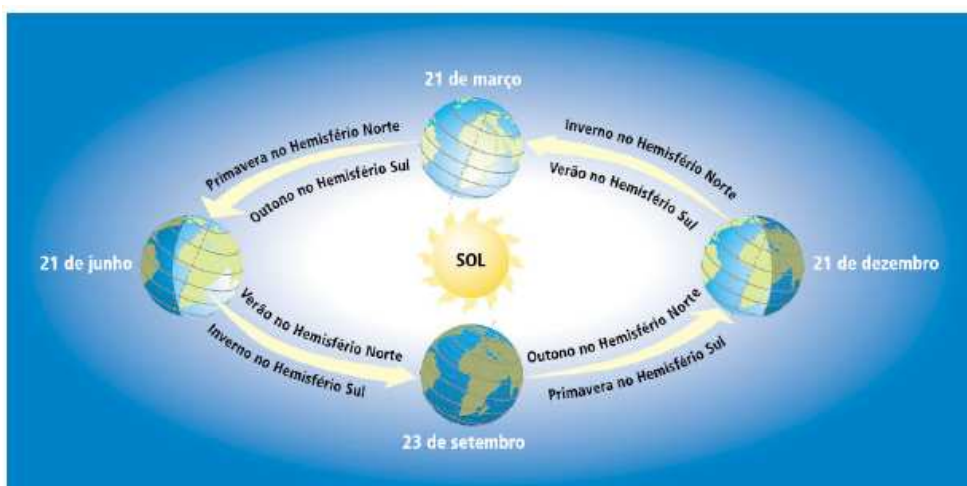 21 de março
Primavera no Hemisfério Norte
Outono no Hemisfério Sul
Inverno no Hemisfério Norte
Verão no Hemisfério Sul
21 de junho
SOL
21 de dezembro
Verão no Hemisfério Norte
Inverno no Hemisfério Sul
Outono no Hemisfério Norte
Primavera no Hemisfério Sul
23 de setembro